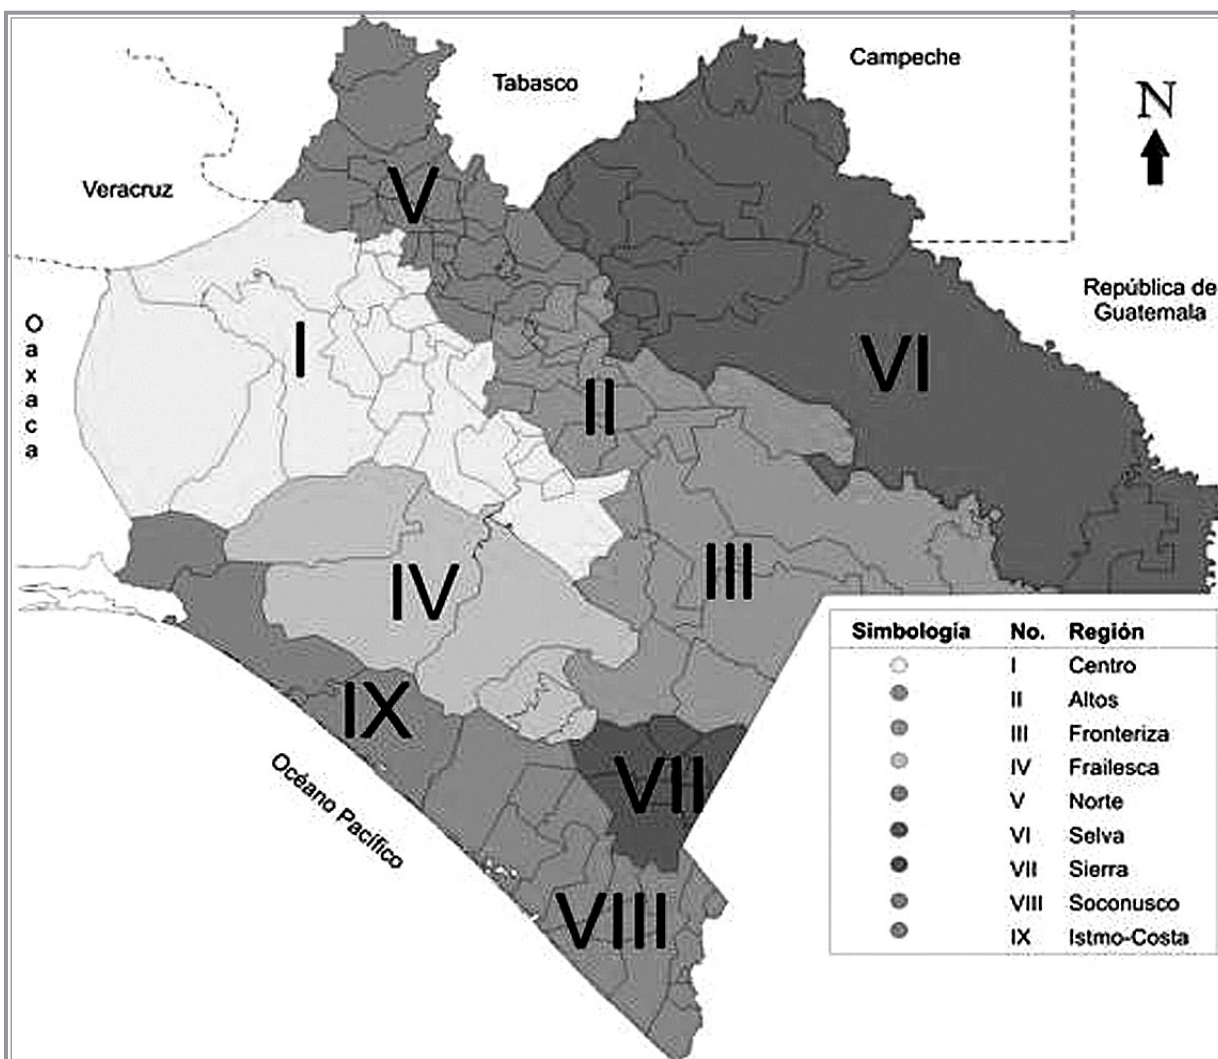 Campeche
Tabasco
N
Veracruz
V
República de
Guatemala
Oaxaca
I
VI
II
III
IV
IX
VII
VIII
Océano Pacífico
Simbología No. Región
I Centro
II Altos
III Fronteriza
IV Frailesca
V Norte
VI Selva
VII Sierra
VIII Soconusco
IX Istmo-Costa